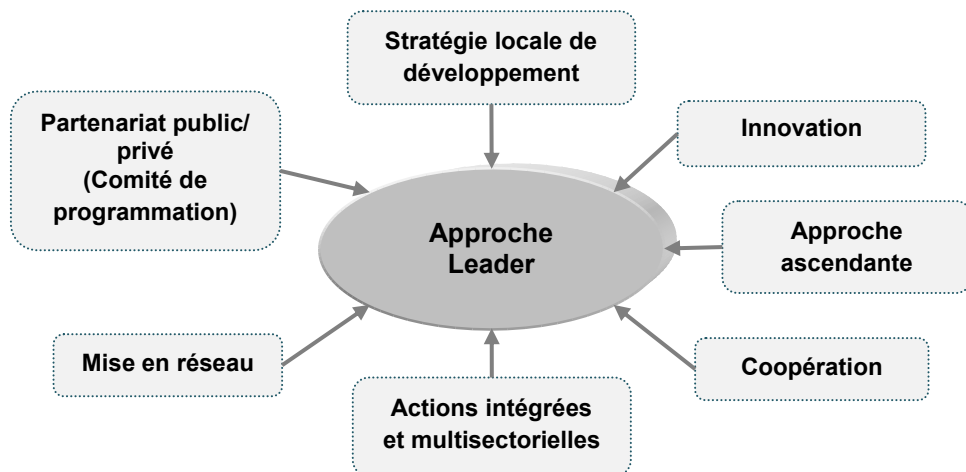 Stratégie locale de
développement
Partenariat public/
privé
(Comité de
programmation)
Innovation
Approche
Leader
Approche
ascendante
Mise en réseau
Coopération
Actions intégrées
et multisectorielles